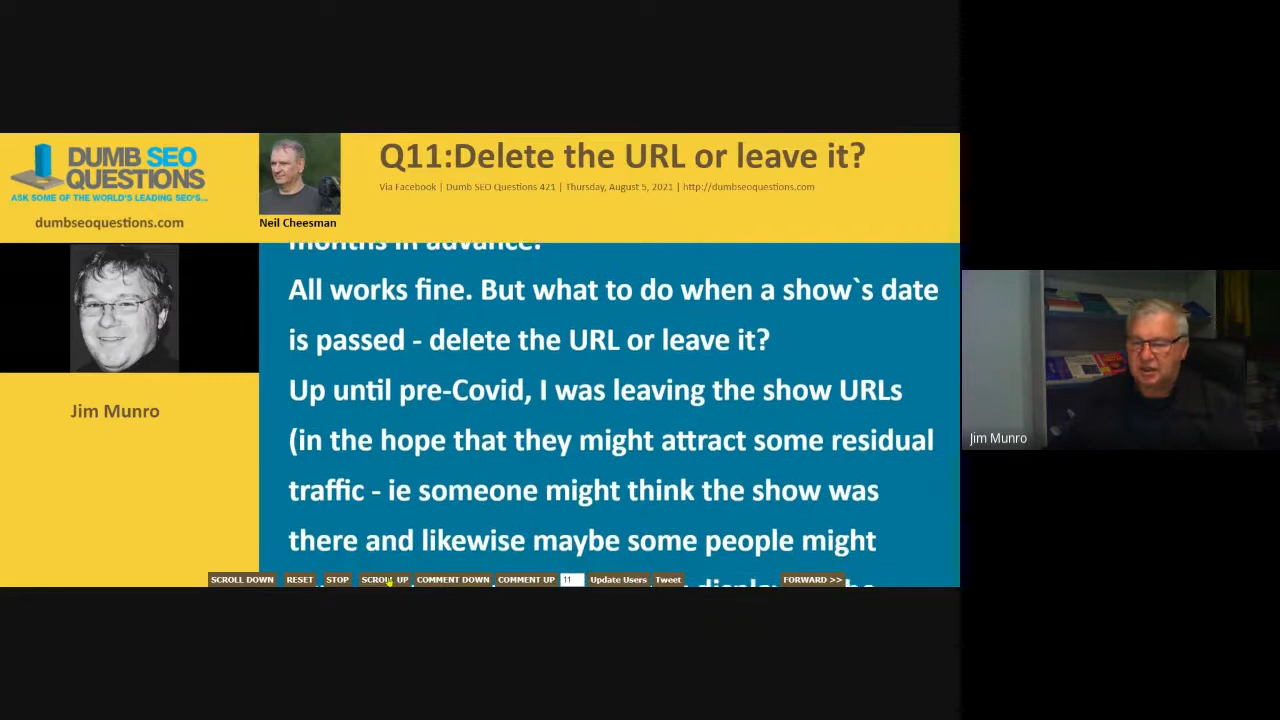 DUMB SEO
QUESTIONS
ASK SOME OF THE WORLD'S LEADING SEO'S...
dumbseoquestions.com
Neil Cheesman
Q11:Delete the URL or leave it?
Via Facebook | Dumb SEO Questions 421 | Thursday, August 5, 2021 | http://dumbseoquestions.com
Jim Munro
months in advance.
All works fine. But what to do when a show`s date
is passed - delete the URL or leave it?
Up until pre-Covid, I was leaving the show URLs
(in the hope that they might attract some residual
traffic - ie someone might think the show was
there and likewise maybe some people might
SCROLL DOWN RESET STOP SCROLL UP COMMENT DOWN COMMENT UP 11 Update Users Tweet FORWARD >>
Jim Munro